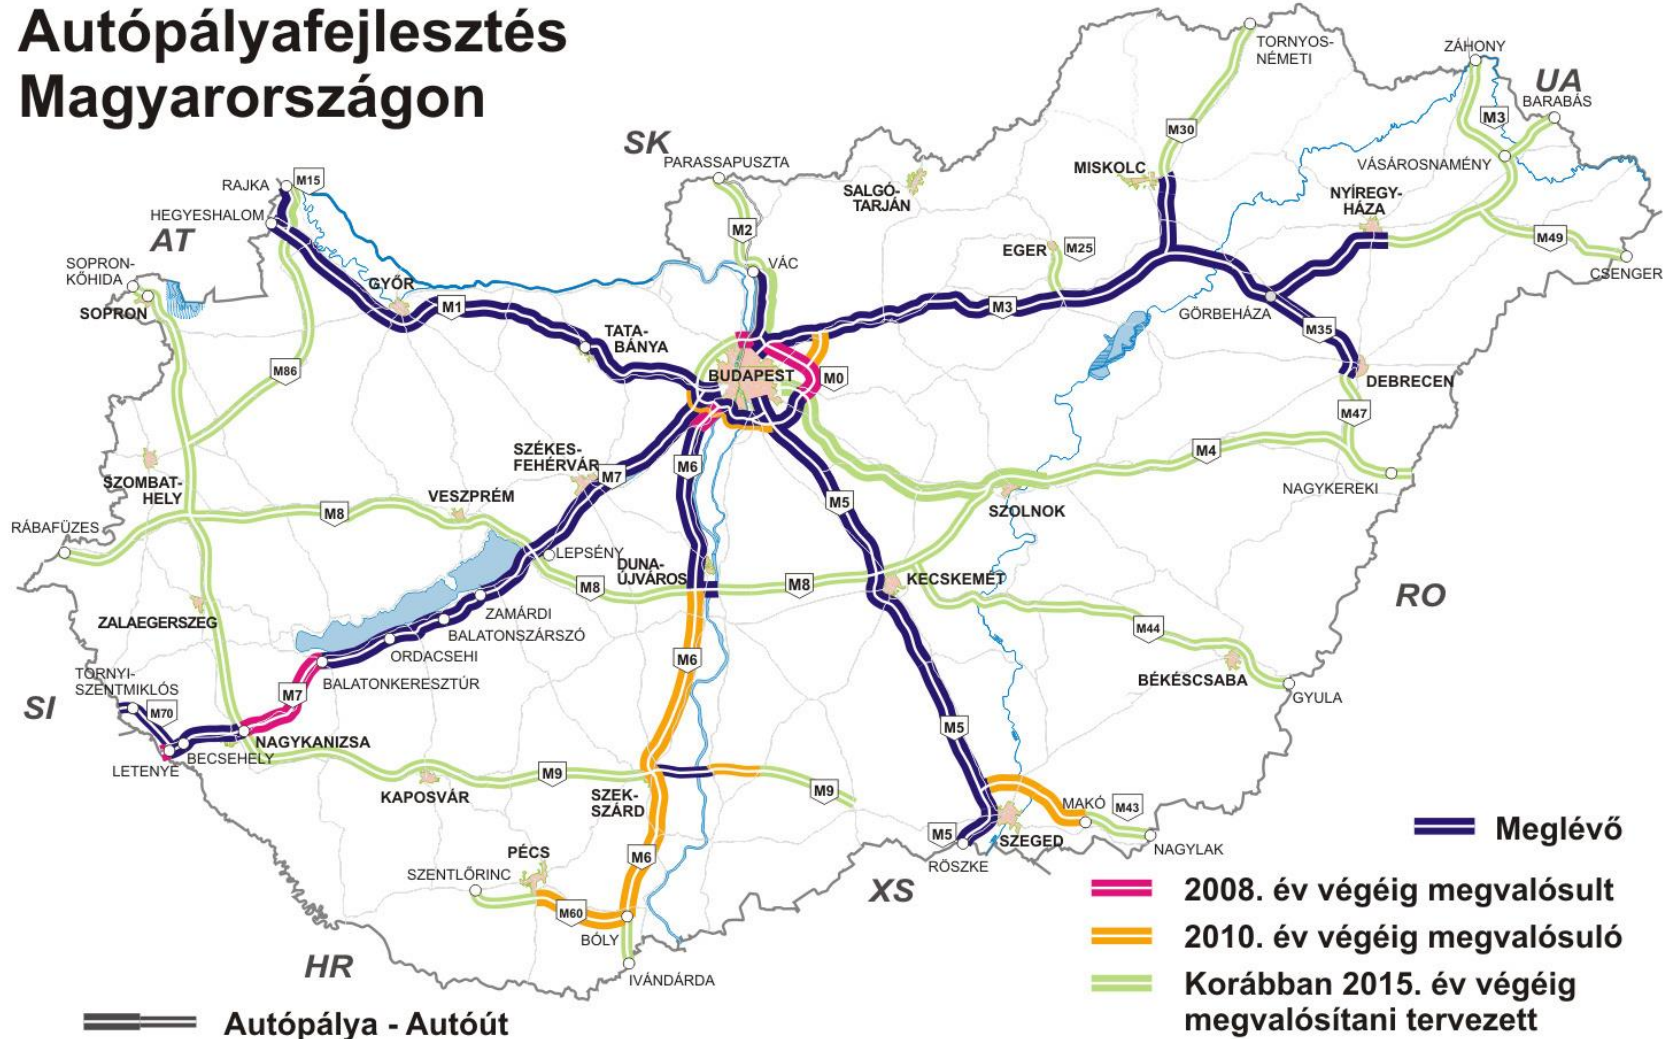 Autópályafejlesztés
Magyarországon
TORNYOS-
NÉMETI
ZÁHONY
UA
BARABÁS
M3
M30
SK
PARASSAPUSZTA
VÁSÁROSNAMÉNY
MISKOLC
SALGÓ-
TARJÁN
NYÍREGY-
HÁZA
RAJKA
M15
HEGYESHALOM
AT
M2
EGER
M25
M49
VÁC
CSENGER
SOPRON-
KŐHIDA
SOPRON
GYŐR
M1
M3
GÖRBEHÁZA
M35
TATA-
BÁNYA
M86
BUDAPEST
M0
DEBRECEN
M47
SZÉKES-
FEHÉRVÁR
M7
M6
M4
SZOMBAT-
HELY
VESZPRÉM
M5
NAGYKEREKI
M8
SZOLNOK
RÁBAFÜZES
LEPSÉNY
DUNA-
ÚJVÁROS
M8
M8
KECSKEMÉT
RO
ZALAEGERSZEG
ZAMÁRDI
BALATONSZÁRSZÓ
M44
ORDACSEHI
M6
BÉKÉSCSABA
TORNYI-
SZENTMIKLÓS
BALATONKERESZTÚR
M7
GYULA
SI
M70
M5
NAGYKANIZSA
BECSEHELY
LETENYE
M9
KAPOSVÁR
SZEK-
SZÁRD
M9
MAKÓ
M43
M5
SZEGED
NAGYLAK
RÖSZKE
Meglévő
PÉCS
M6
SZENTLŐRINC
XS
2008. év végéig megvalósult
M60
BÓLY
2010. év végéig megvalósuló
HR
IVÁNDÁRDA
Korábban 2015. év végéig
megvalósítani tervezett
Autópálya - Autóút